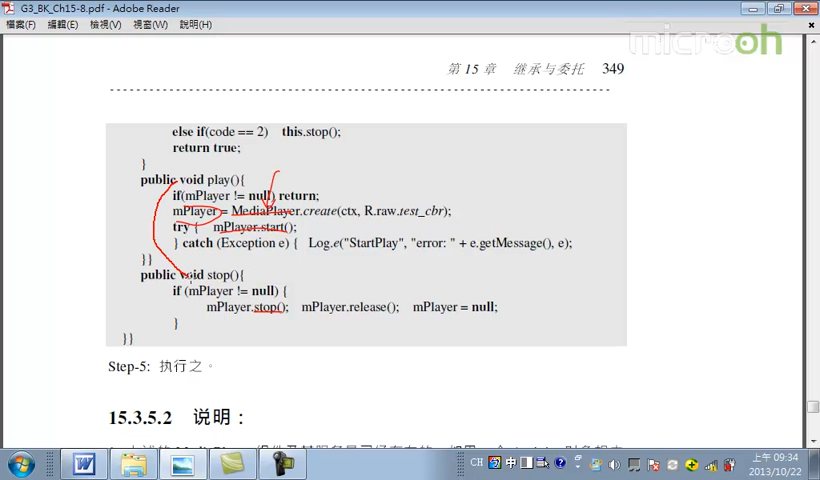 G3_BK_Ch15-8.pdf - Adobe Reader
檔案(F) 編輯(E) 檢視(V) 視窗(W) 說明(H)
microoh
第 15 章 继承与委托 349
else if(code == 2) this.stop();
return true;
}
public void play(){
if(mPlayer != null) return;
mPlayer = MediaPlayer.create(ctx, R.raw.test_cbr);
try { mPlayer.start();
} catch (Exception e) { Log.e("StartPlay", "error: " + e.getMessage(), e);
}}
public void stop(){
if (mPlayer != null) {
mPlayer.stop(); mPlayer.release(); mPlayer = null;
}
}}
Step-5: 执行之。
15.3.5.2 说明：
CH 中
上午 09:34
2013/10/22